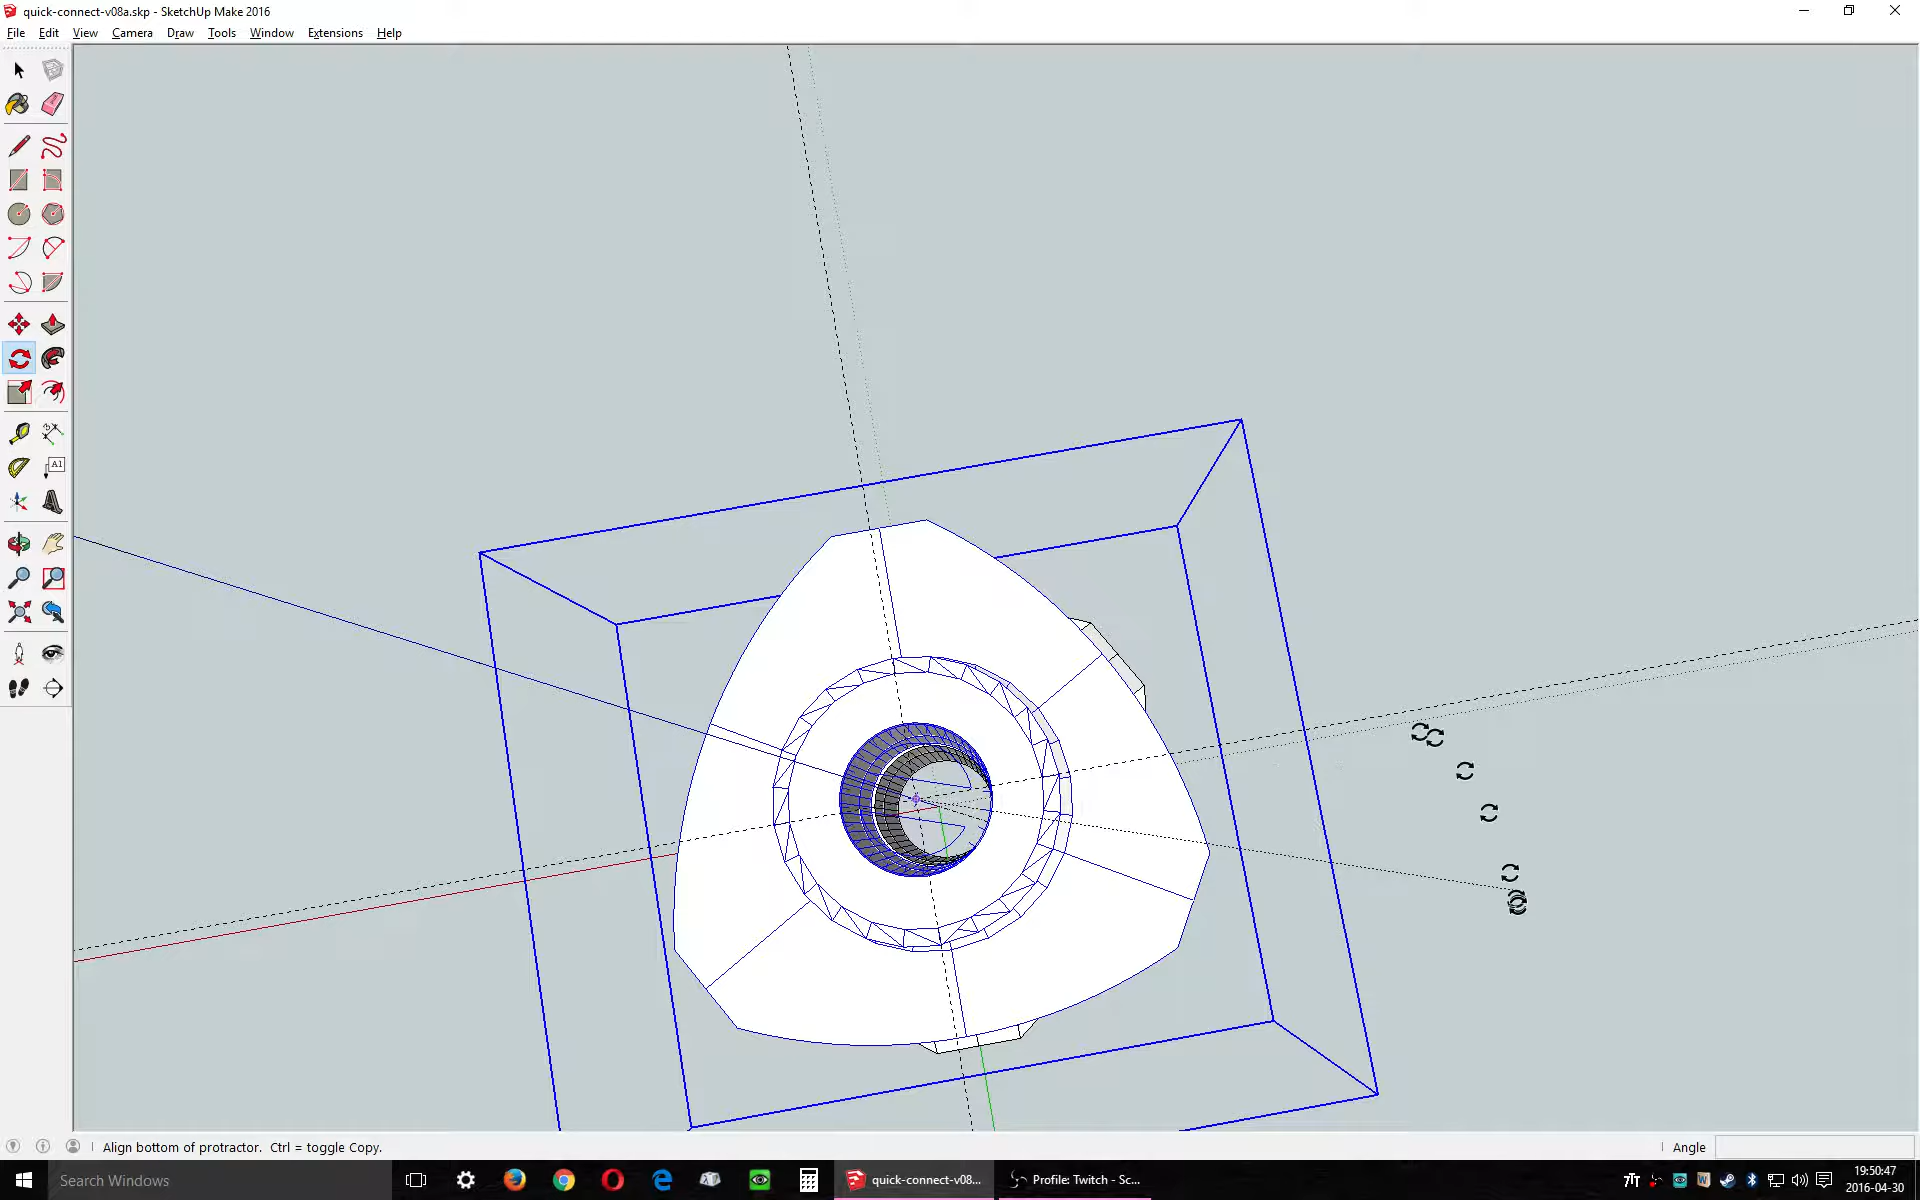 quick-connect-v08a.skp - SketchUp Make 2016
File Edit View Camera Draw Tools Window Extensions Help
A1
Align bottom of protractor. Ctrl = toggle Copy.
Angle
Search Windows
quick-connect-v08...
Profile: Twitch - Sc...
19:50:47
2016-04-30